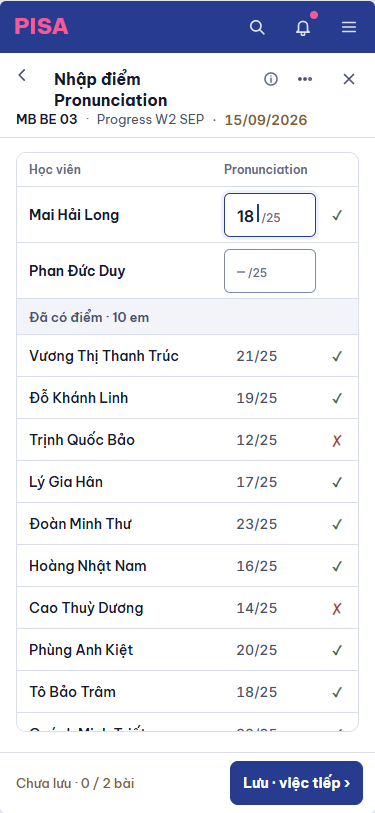 PISA
Nhập điểm
Pronunciation
MB BE 03 · Progress W2 SEP · 15/09/2026
Học viên Pronunciation
Mai Hải Long 18 /25 ✓
Phan Đức Duy – /25
Đã có điểm · 10 em
Vương Thị Thanh Trúc 21/25 ✓
Đỗ Khánh Linh 19/25 ✓
Trịnh Quốc Bảo 12/25 ✗
Lý Gia Hân 17/25 ✓
Đoàn Minh Thư 23/25 ✓
Hoàng Nhật Nam 16/25 ✓
Cao Thuỳ Dương 14/25 ✗
Phùng Anh Kiệt 20/25 ✓
Tô Bảo Trâm 18/25 ✓
Chưa lưu · 0 / 2 bài
Lưu · việc tiếp ›